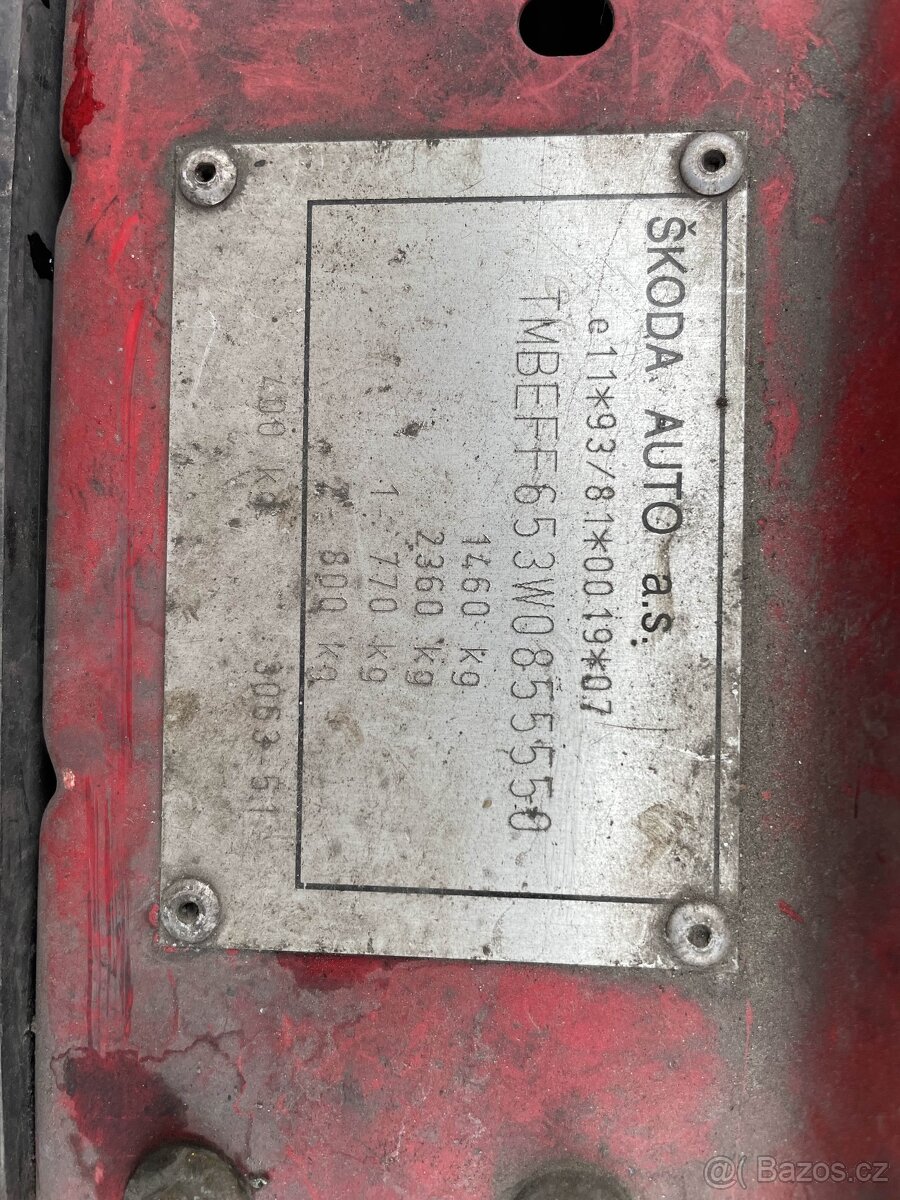 ŠKODA AUTO a.s.
e11*93/81*0019*07
TMBEFF653W0855550
1460 kg
2360 kg
1- 770 kg
2- 800 kg
400 kg 3063-51
@( Bazos.cz